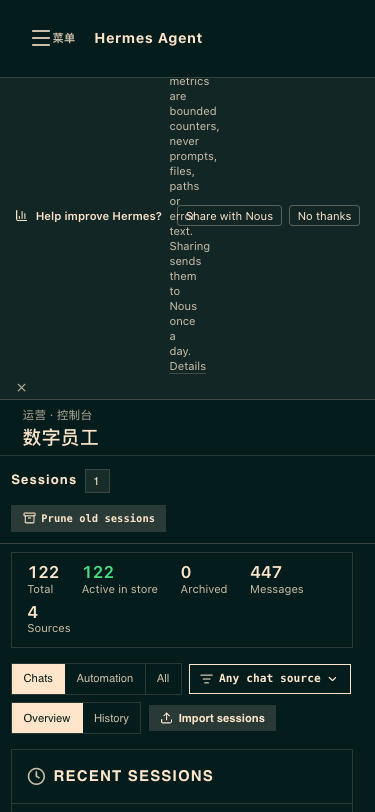 菜单 Hermes Agent
metrics
are
bounded
counters,
never
prompts,
files,
paths
or
Help improve Hermes? error Share with Nous No thanks
text.
Sharing
sends
them
to
Nous
once
a
day.
Details
运营 · 控制台
数字员工
Sessions 1
Prune old sessions
122 122 0 447
Total Active in store Archived Messages
4
Sources
Chats Automation All Any chat source
Overview History Import sessions
RECENT SESSIONS